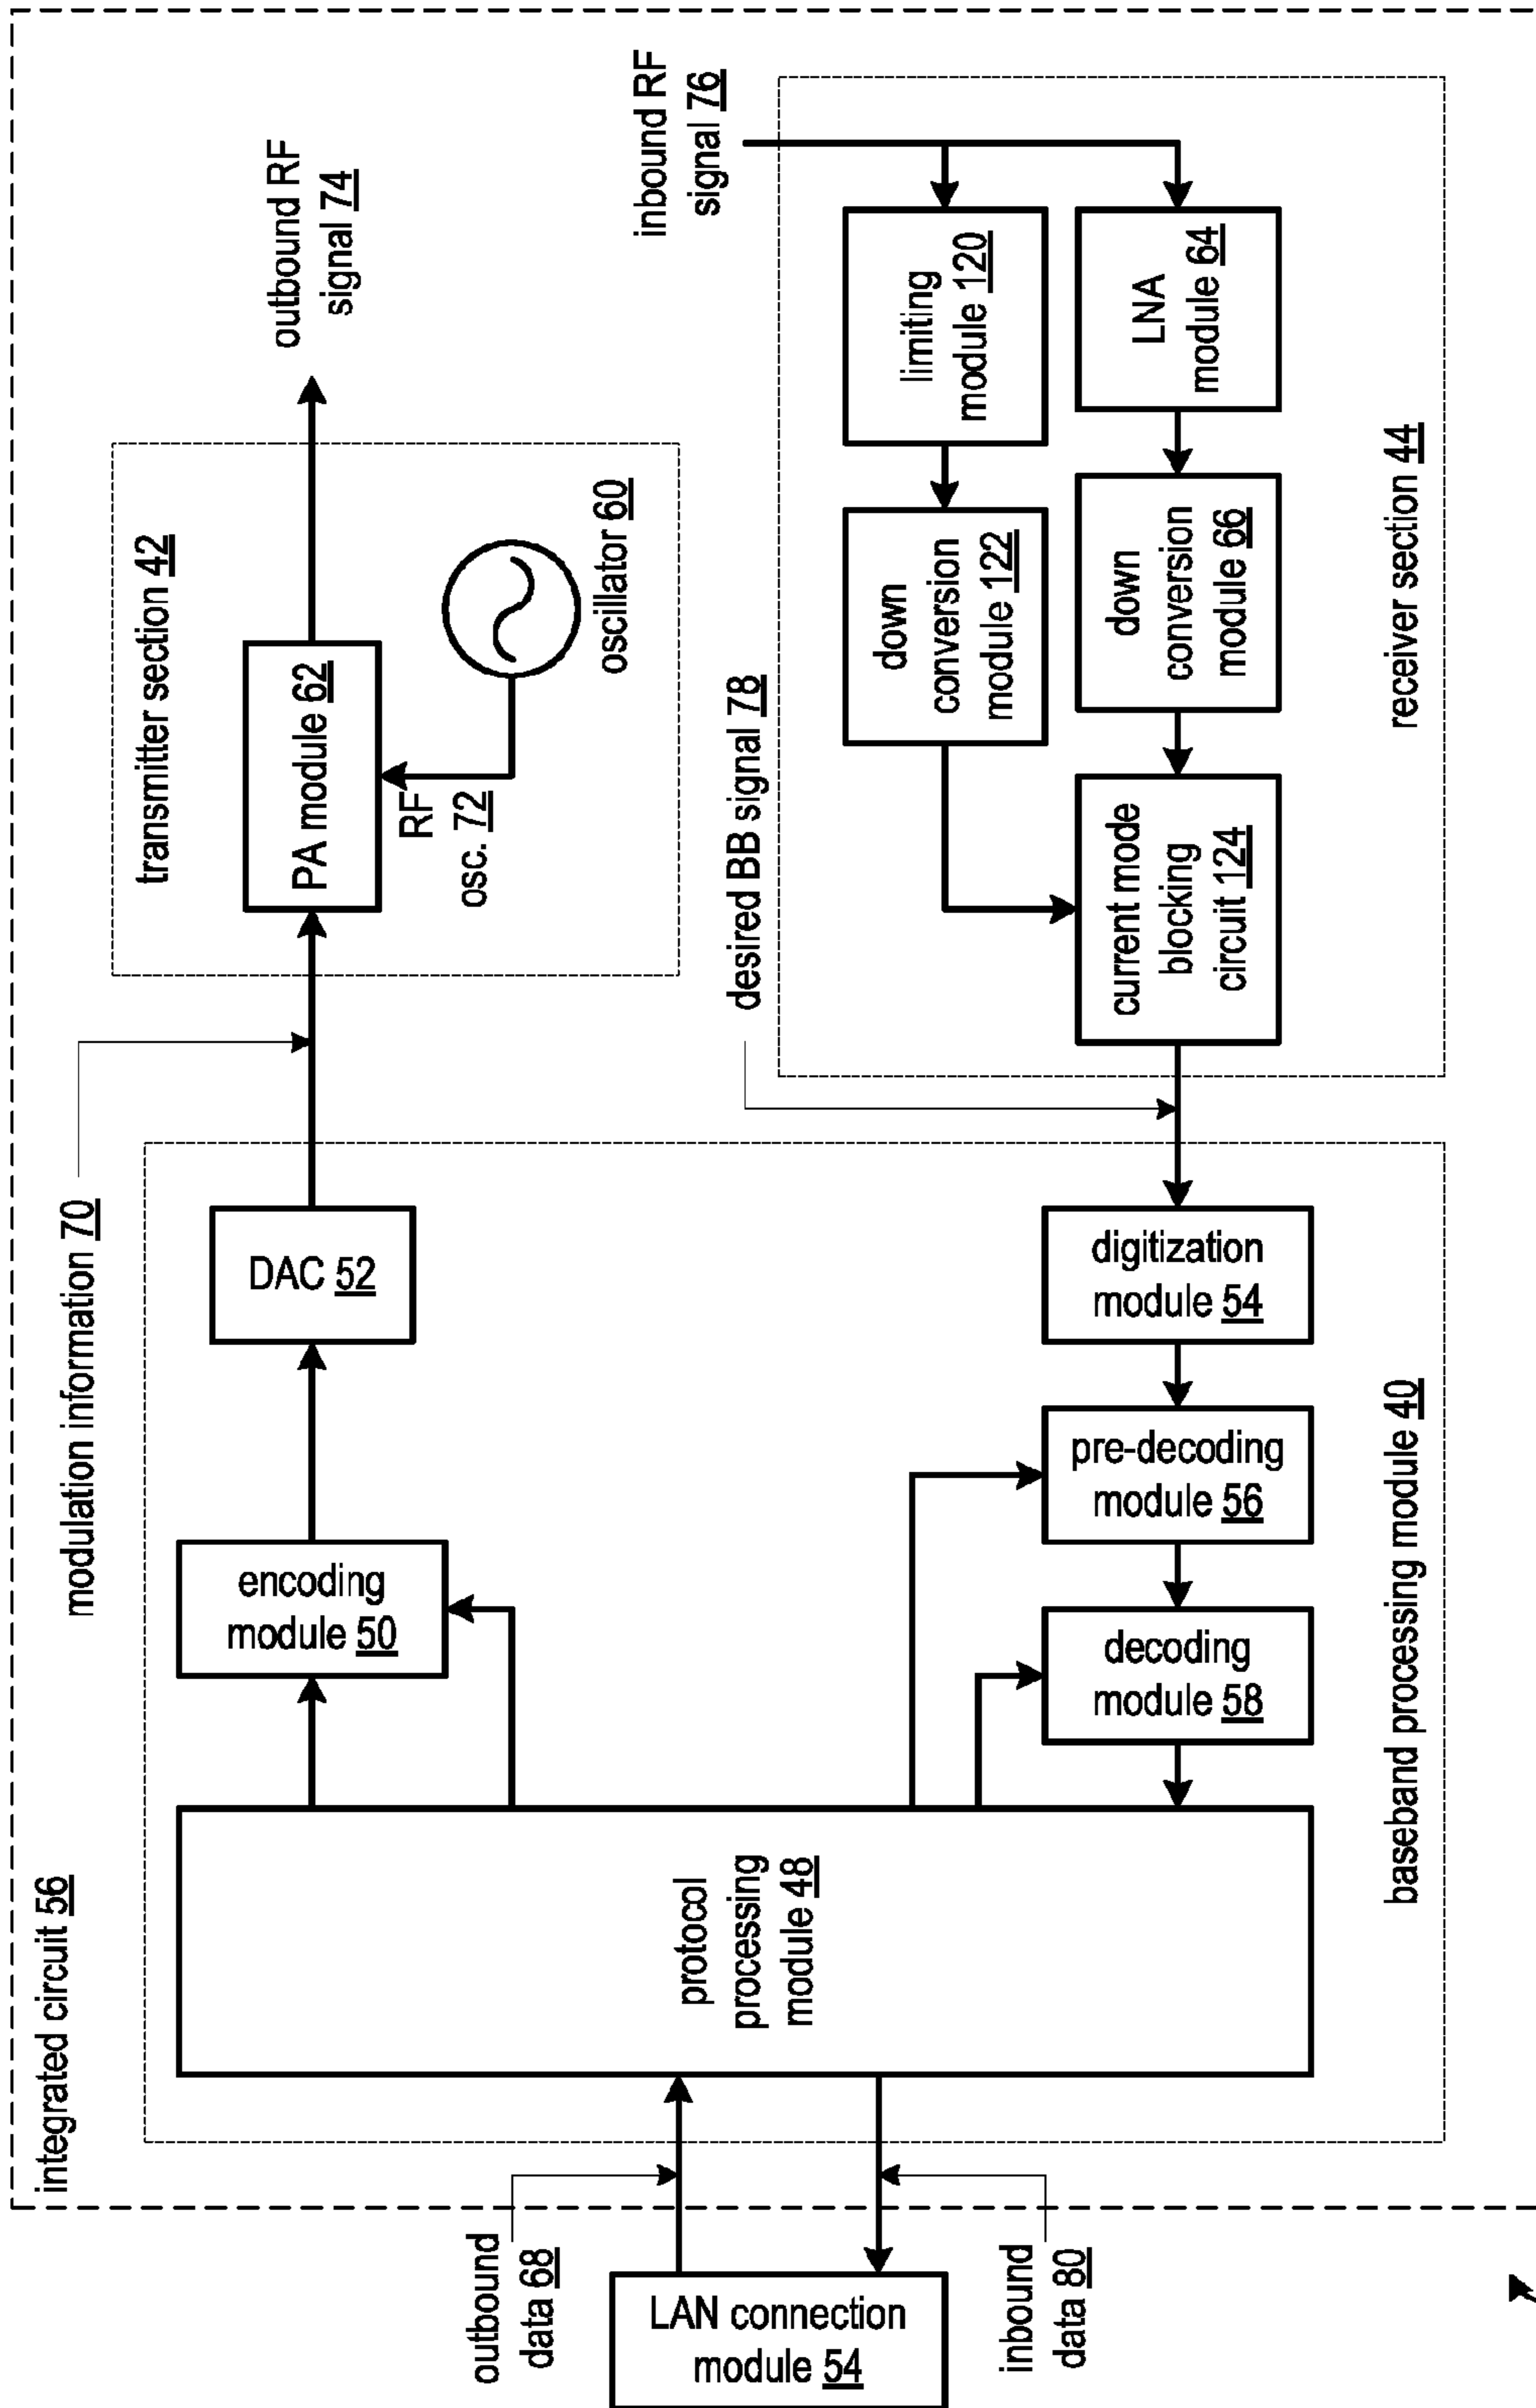 integrated circuit 56
modulation information 70
outbound RF
signal 74
transmitter section 42
PA module 62
RF
osc. 72
oscillator 60
DAC 52
encoding
module 50
protocol
processing
module 48
outbound
data 68
LAN connection
module 54
inbound
data 80
inbound RF
signal 76
desired BB signal 78
limiting
module 120
down
conversion
module 122
LNA
module 64
down
conversion
module 66
current mode
blocking
circuit 124
receiver section 44
digitization
module 54
pre-decoding
module 56
decoding
module 58
baseband processing module 40